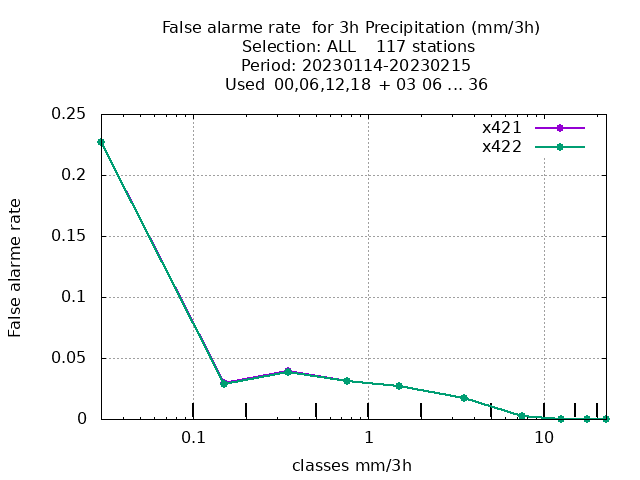 False alarme rate  for 3h Precipitation (mm/3h)
Selection: ALL    117 stations
Period: 20230114-20230215
Used  00,06,12,18  + 03 06 ... 36
x421
x422
0.25
0.2
0.15
0.1
0.05
0
0.1
1
10
False alarme rate
classes mm/3h